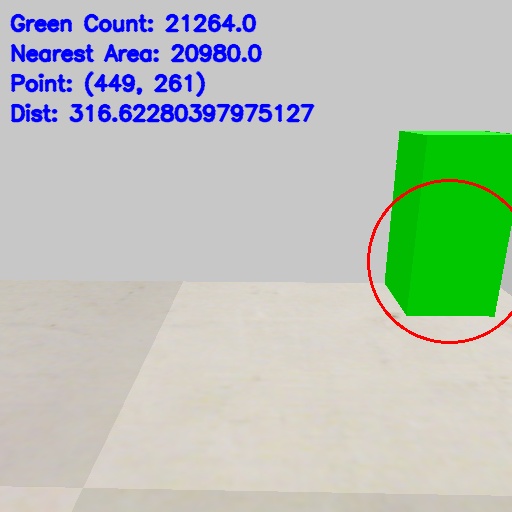 Green Count: 21264.0
Nearest Area: 20980.0
Point: (449, 261)
Dist: 316.62280397975127